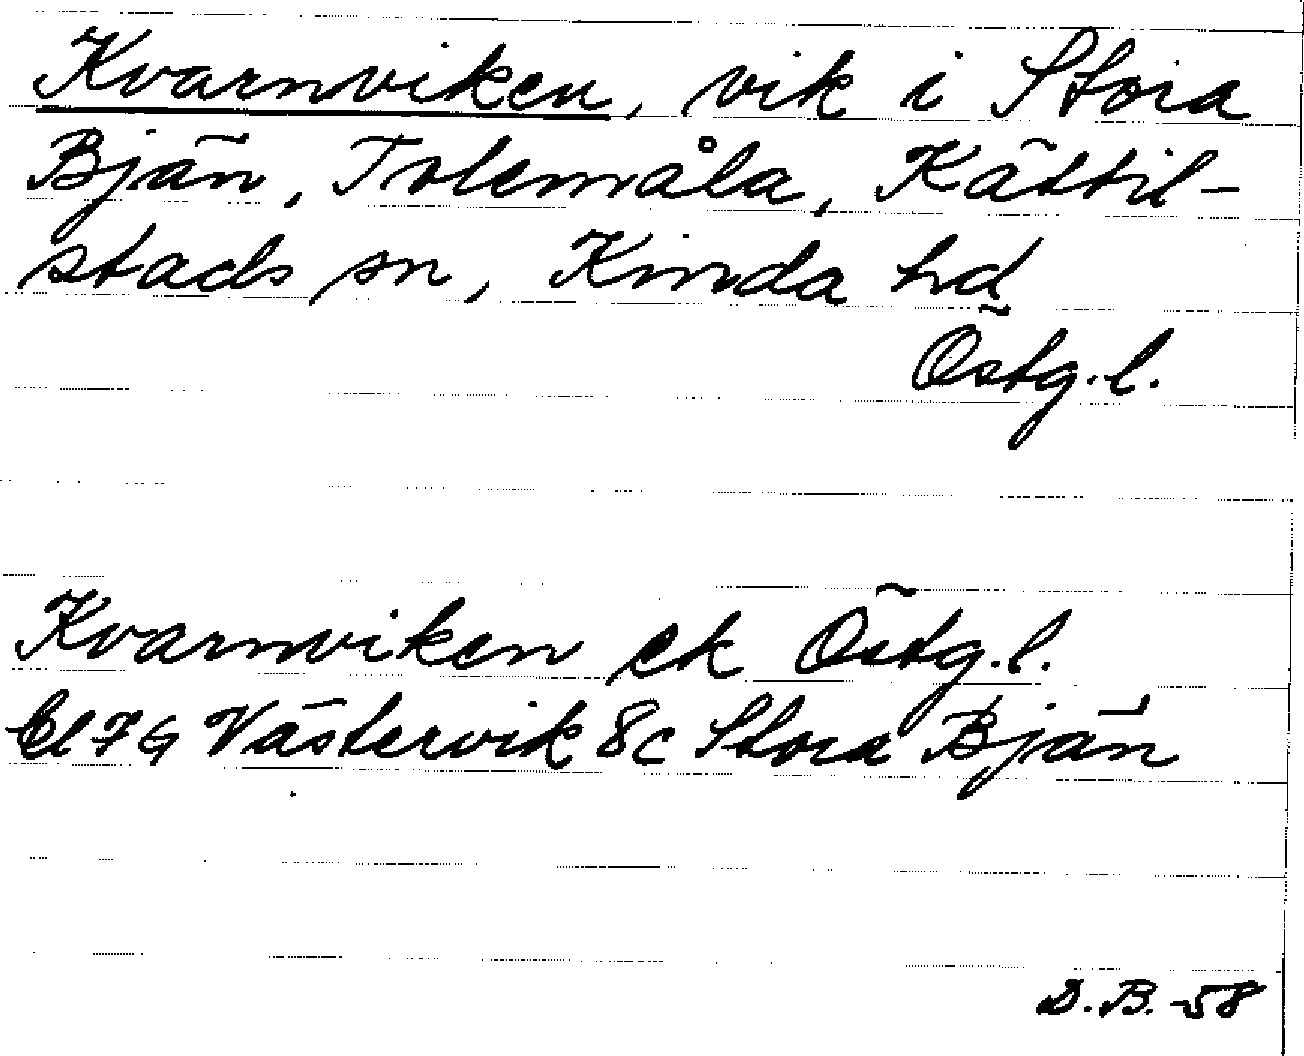 Kvarnviken, vik i Stora
Bjän, Tolemåla, Kättil-
stads sn, Kinda hd
Östg. l.
Kvarnviken ek Östg. l.
7 G Västervik 8c Stora Bjän
D. B. -58